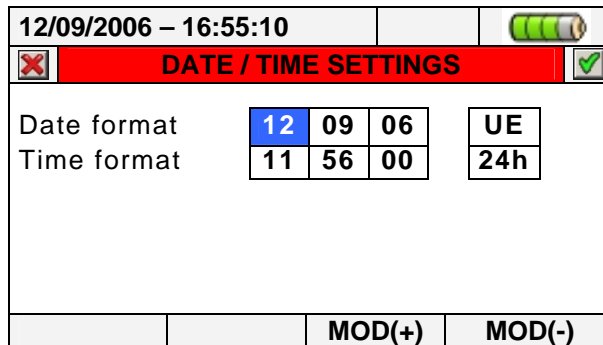 12/09/2006 – 16:55:10
DATE / TIME SETTINGS
Date format 12 09 06 UE
Time format 11 56 00 24h
MOD(+) MOD(-)